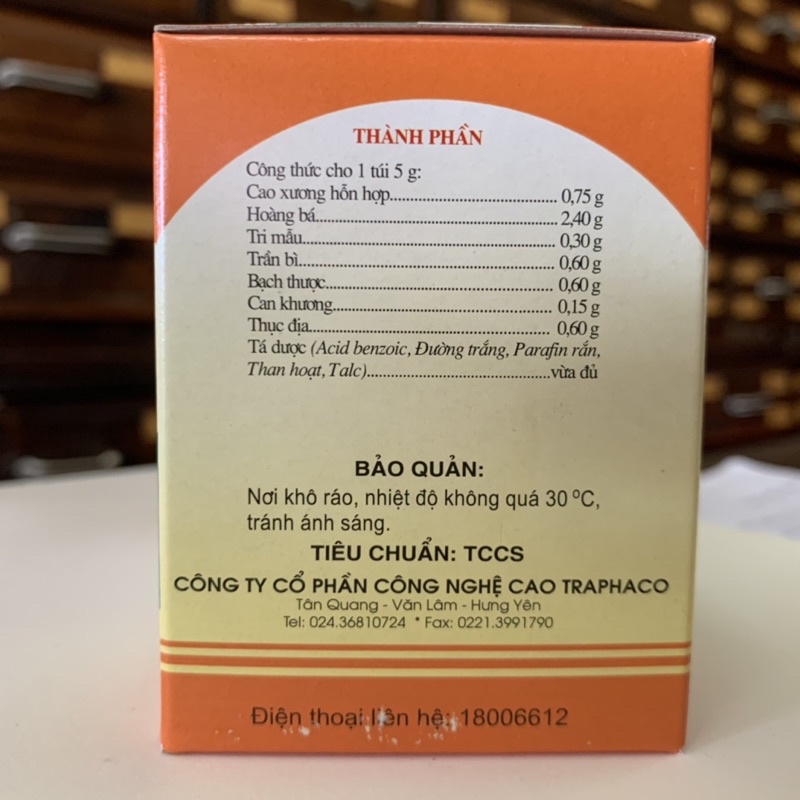 THÀNH PHẦN
Công thức cho 1 túi 5 g:
Cao xương hỗn hợp.......................................... 0,75 g
Hoàng bá............................................................ 2,40 g
Tri mẫu............................................................... 0,30 g
Trần bì................................................................ 0,60 g
Bạch thược......................................................... 0,60 g
Can khương........................................................ 0,15 g
Thục địa.............................................................. 0,60 g
Tá dược (Acid benzoic, Đường trắng, Parafin rắn,
Than hoạt, Talc)..............................................vừa đủ
BẢO QUẢN:
Nơi khô ráo, nhiệt độ không quá 30 ºC,
tránh ánh sáng.
TIÊU CHUẨN: TCCS
CÔNG TY CỔ PHẦN CÔNG NGHỆ CAO TRAPHACO
Tân Quang - Văn Lâm - Hưng Yên
Tel: 024.36810724 * Fax: 0221.3991790
Điện thoại liên hệ: 18006612